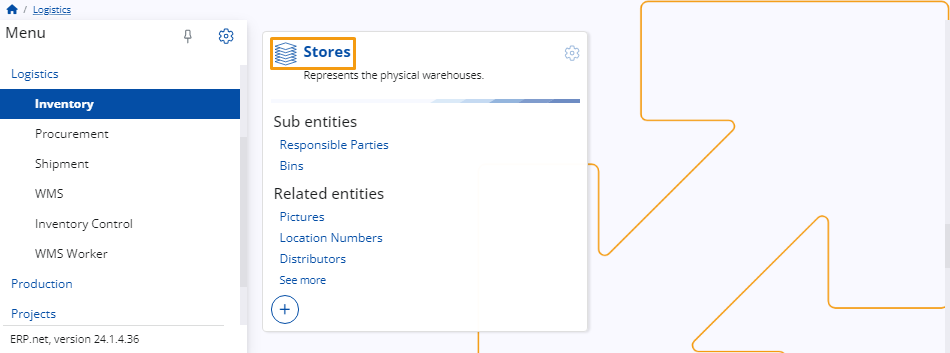 / Logistics
Menu
Logistics
Inventory
Procurement
Shipment
WMS
Inventory Control
WMS Worker
Production
Projects
ERP.net, version 24.1.4.36
Stores
Represents the physical warehouses.
Sub entities
Responsible Parties
Bins
Related entities
Pictures
Location Numbers
Distributors
See more